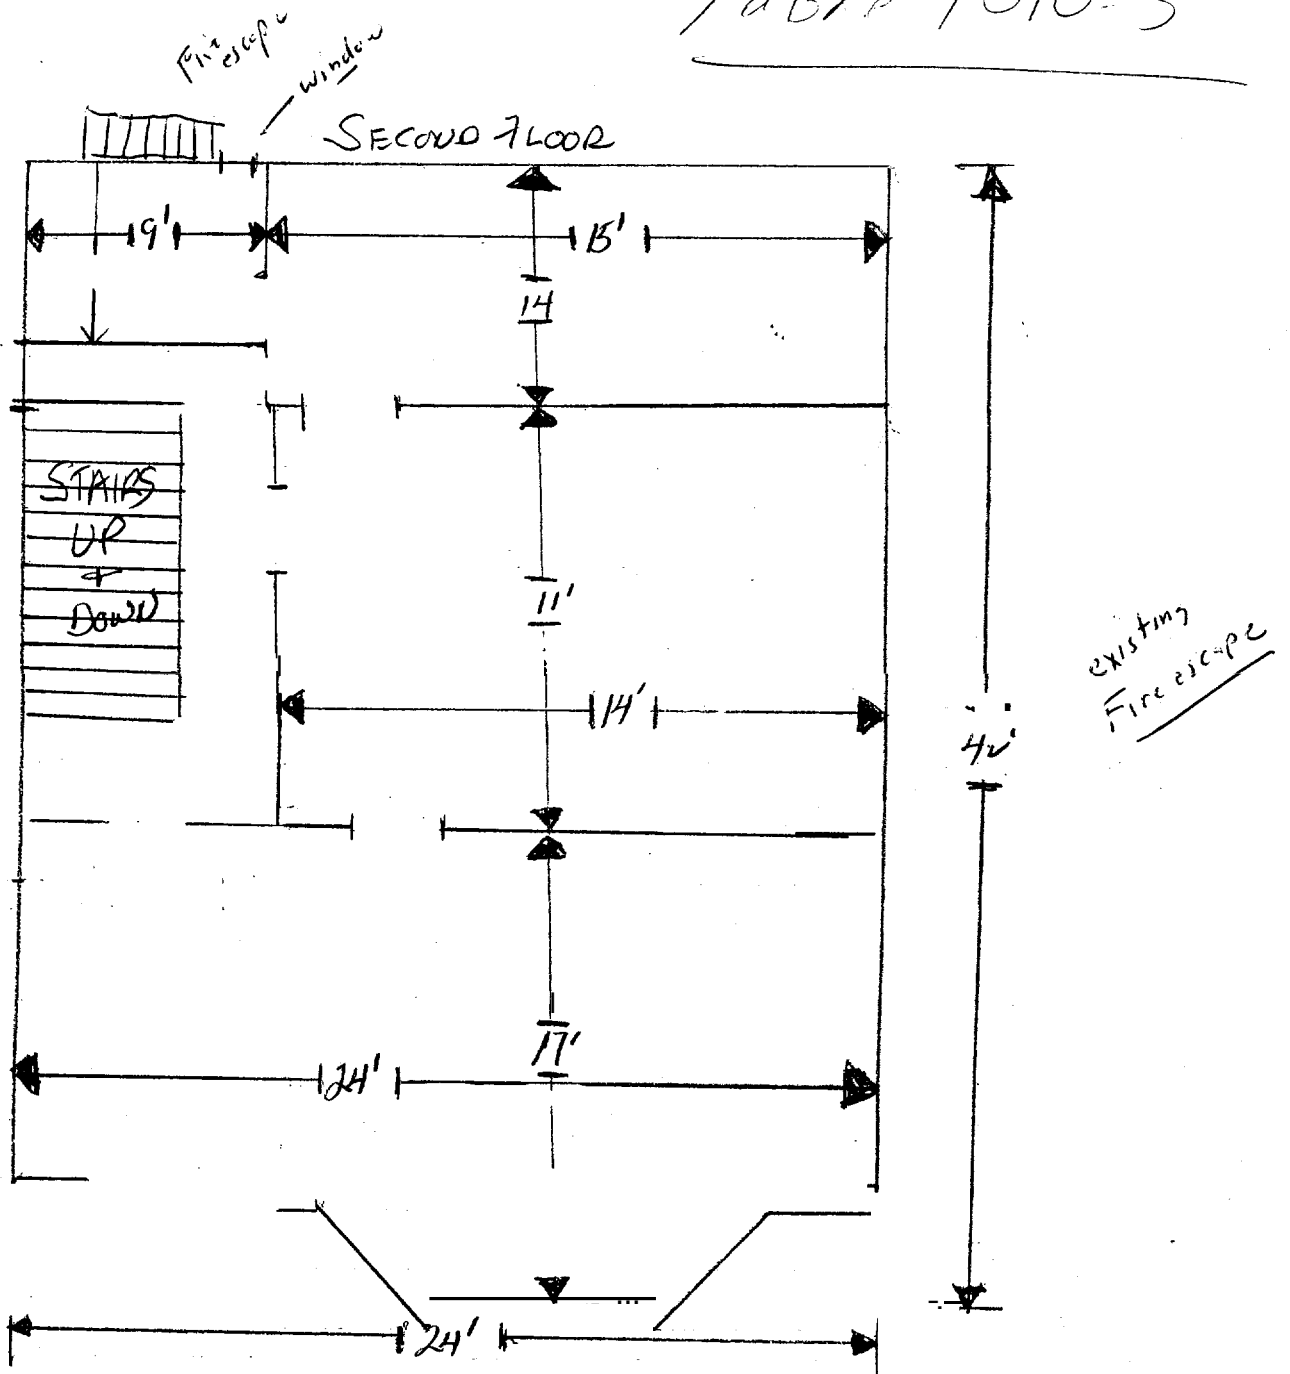 Fire
escape
window
SECOND FLOOR
9'
15'
14
STAIRS
UP
+
DOWN
11'
14'
existing
Fire escape
42'
17'
24'
24'